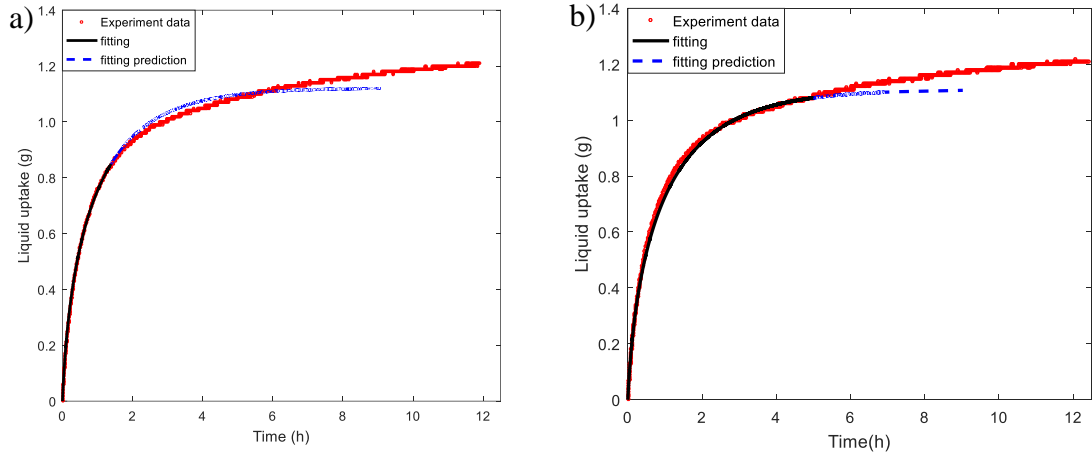 a)
1.4
1.2
1.0
0.8
0.6
0.4
0.2
0
Liquid uptake (g)
Experiment data
fitting
fitting prediction
0 2 4 6 8 10 12
Time (h)
b)
1.4
1.2
1
0.8
0.6
0.4
0.2
0
Liquid uptake (g)
Experiment data
fitting
fitting prediction
0 2 4 6 8 10 12
Time(h)